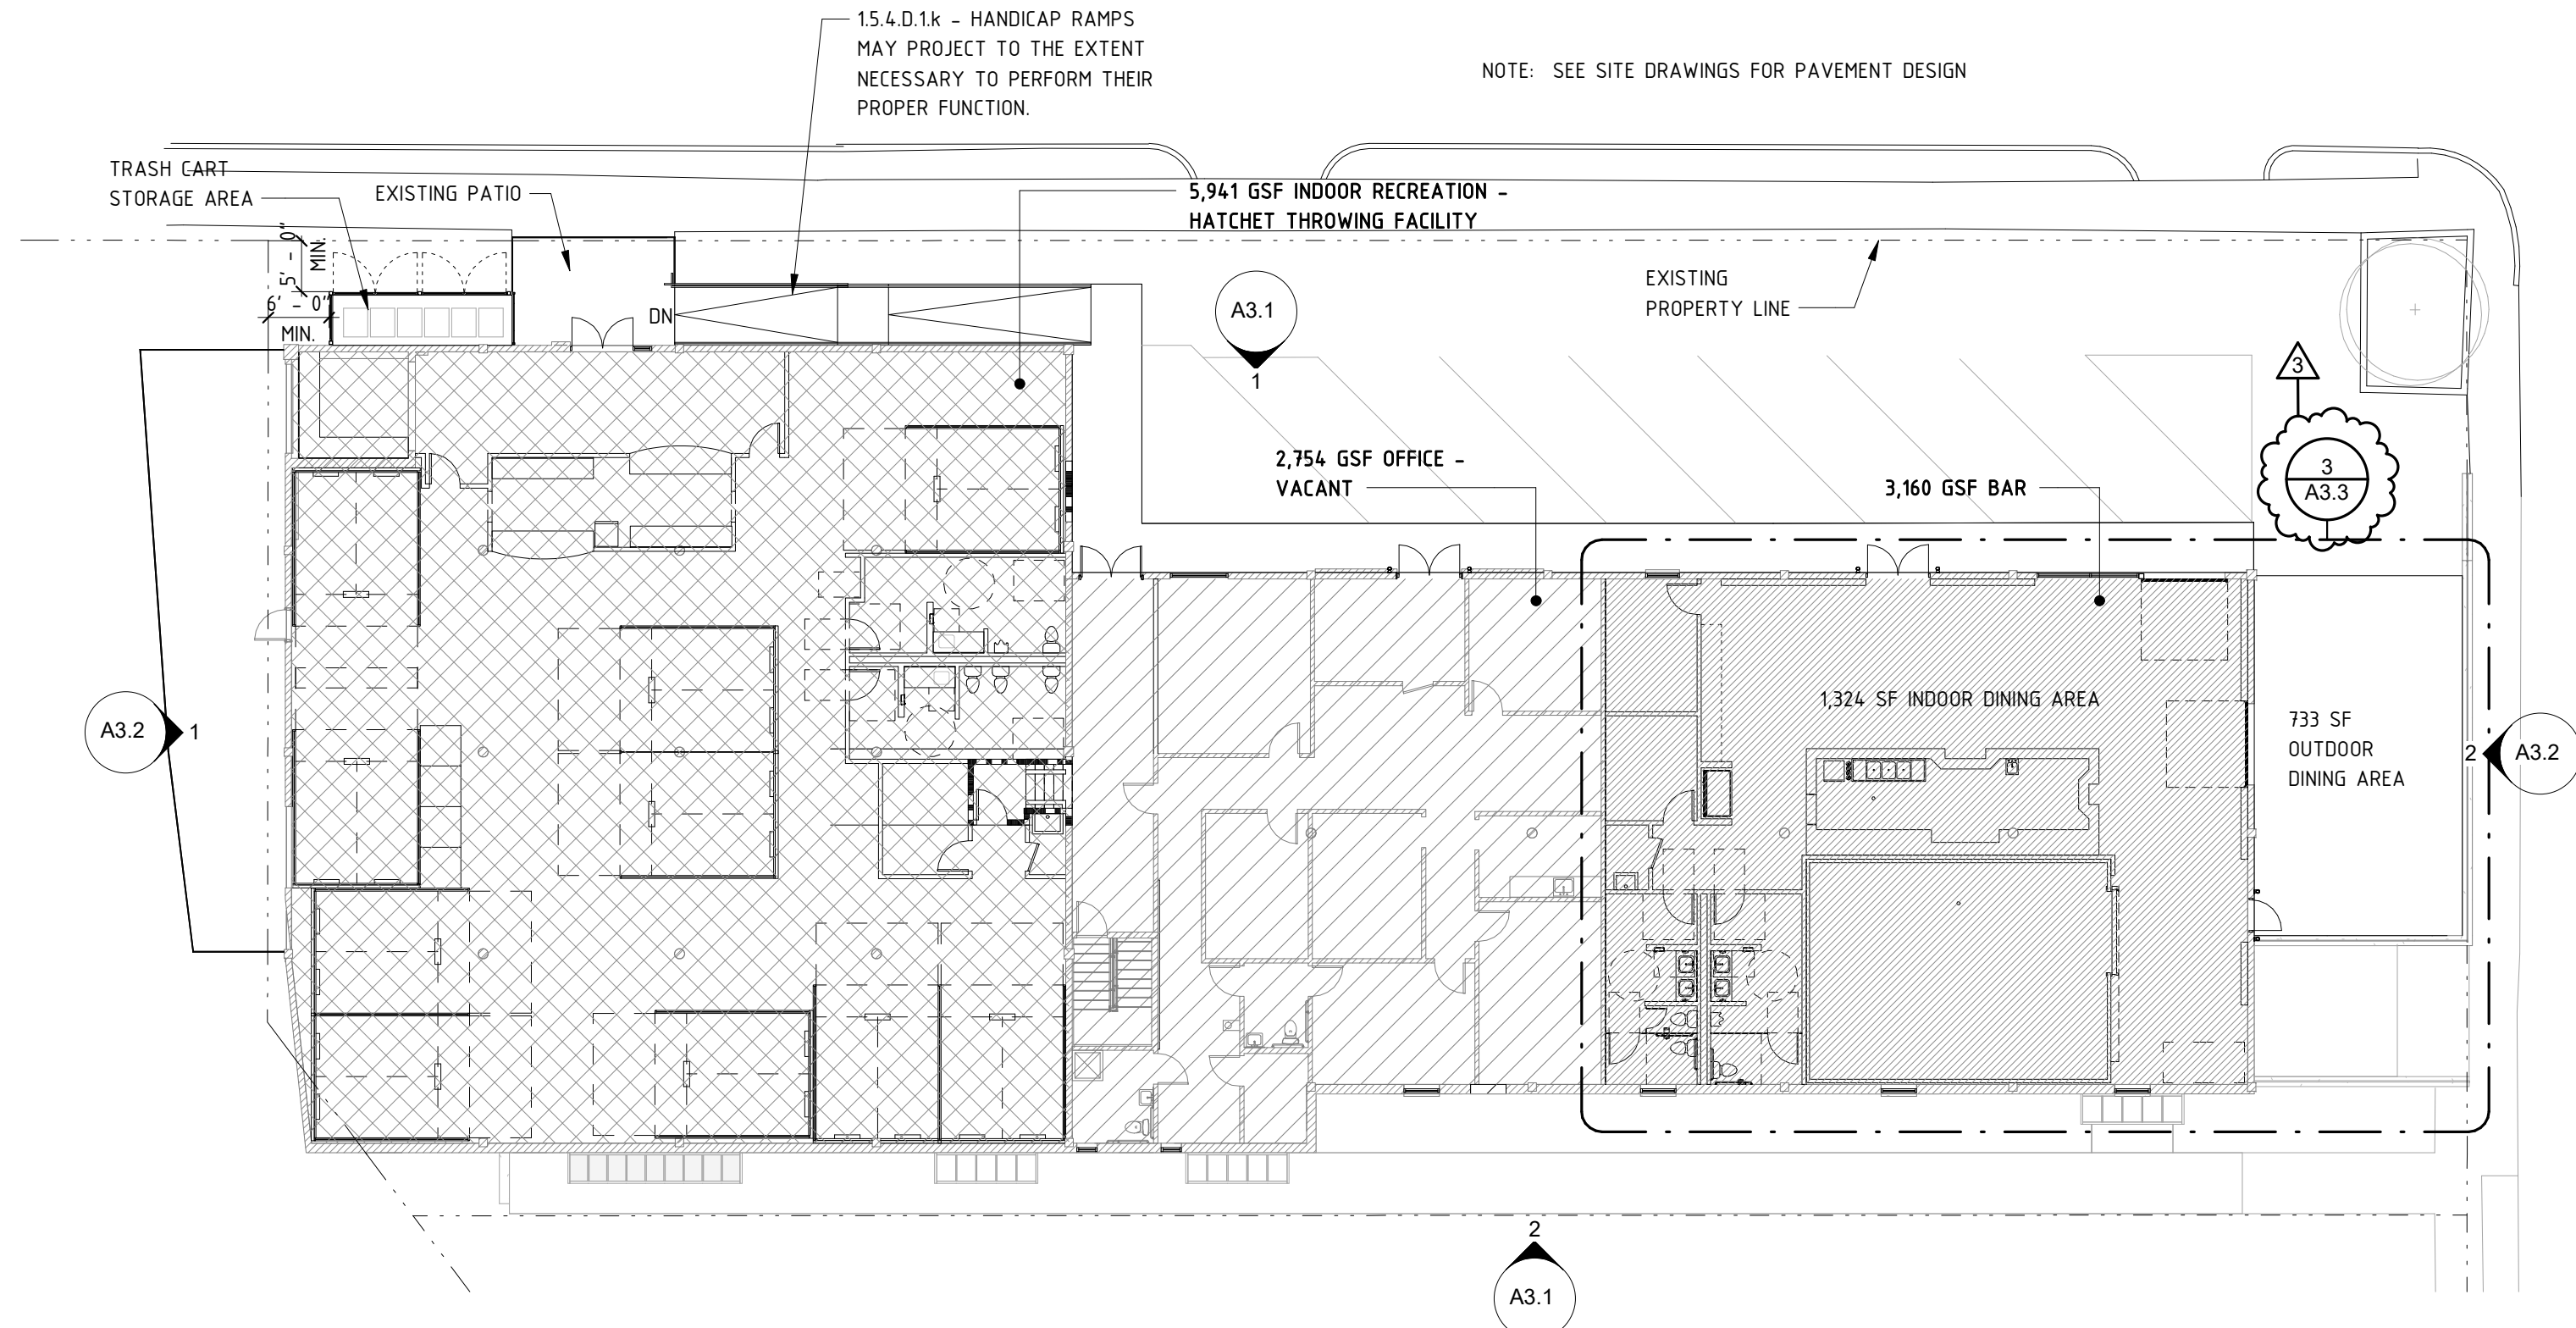 1.5.4.D.1.k - HANDICAP RAMPS
MAY PROJECT TO THE EXTENT
NECESSARY TO PERFORM THEIR
PROPER FUNCTION.
NOTE: SEE SITE DRAWINGS FOR PAVEMENT DESIGN
TRASH CART
STORAGE AREA
EXISTING PATIO
5,941 GSF INDOOR RECREATION -
HATCHET THROWING FACILITY
5' - 0"
MIN.
6' - 0"
MIN.
DN
EXISTING
PROPERTY LINE
A3.1
1
3
3
A3.3
2,754 GSF OFFICE -
VACANT
3,160 GSF BAR
1,324 SF INDOOR DINING AREA
733 SF
OUTDOOR
DINING AREA
A3.2
1
2
A3.2
2
A3.1